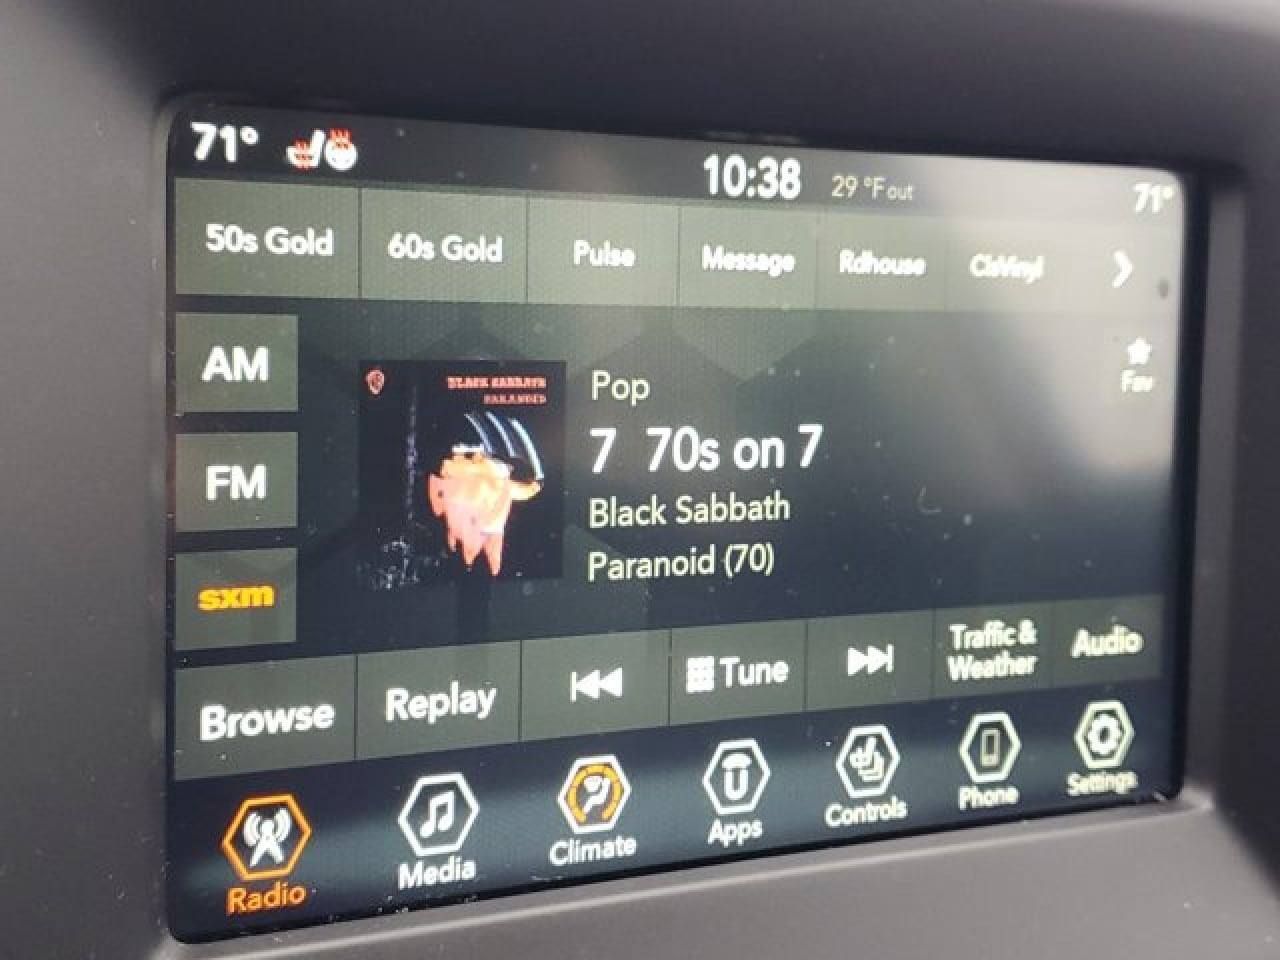 71°
10:38
29 °F out
71°
50s Gold
60s Gold
Pulse
Message
Rdhouse
ClsVinyl
AM
FM
sxm
BLACK SABBATH
PARANOID
Pop
7 70s on 7
Black Sabbath
Paranoid (70)
Fav
Browse
Replay
Tune
Traffic &
Weather
Audio
Radio
Media
Climate
Apps
Controls
Phone
Settings